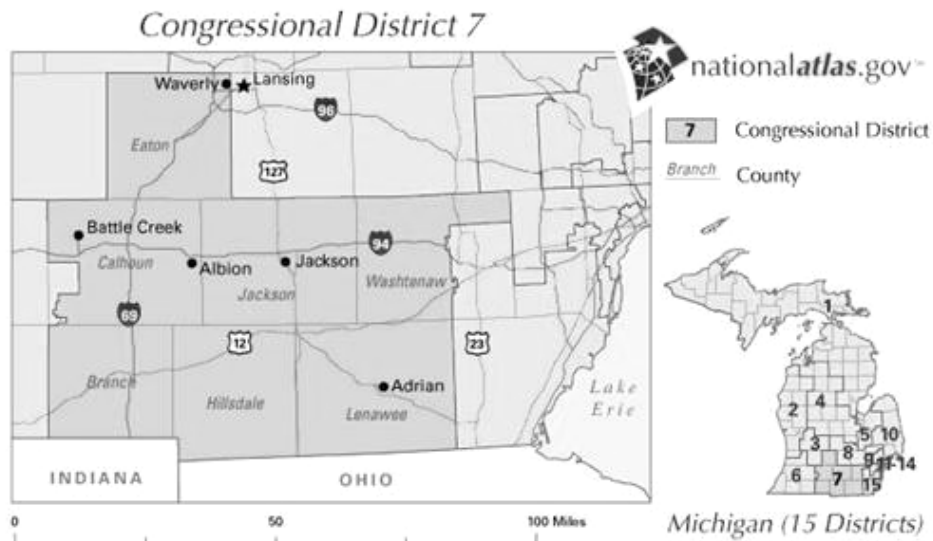 Congressional District 7
nationalatlas.gov™
7 Congressional District
Branch County
Waverly
Lansing
96
Eaton
127
Battle Creek
94
Calhoun
Albion
Jackson
Jackson
Washtenaw
69
12
23
Branch
Hillsdale
Adrian
Lenawee
Lake
Erie
INDIANA
OHIO
0 50 100 Miles
1
2
4
3
5
10
8
9
11-14
6
7
15
Michigan (15 Districts)